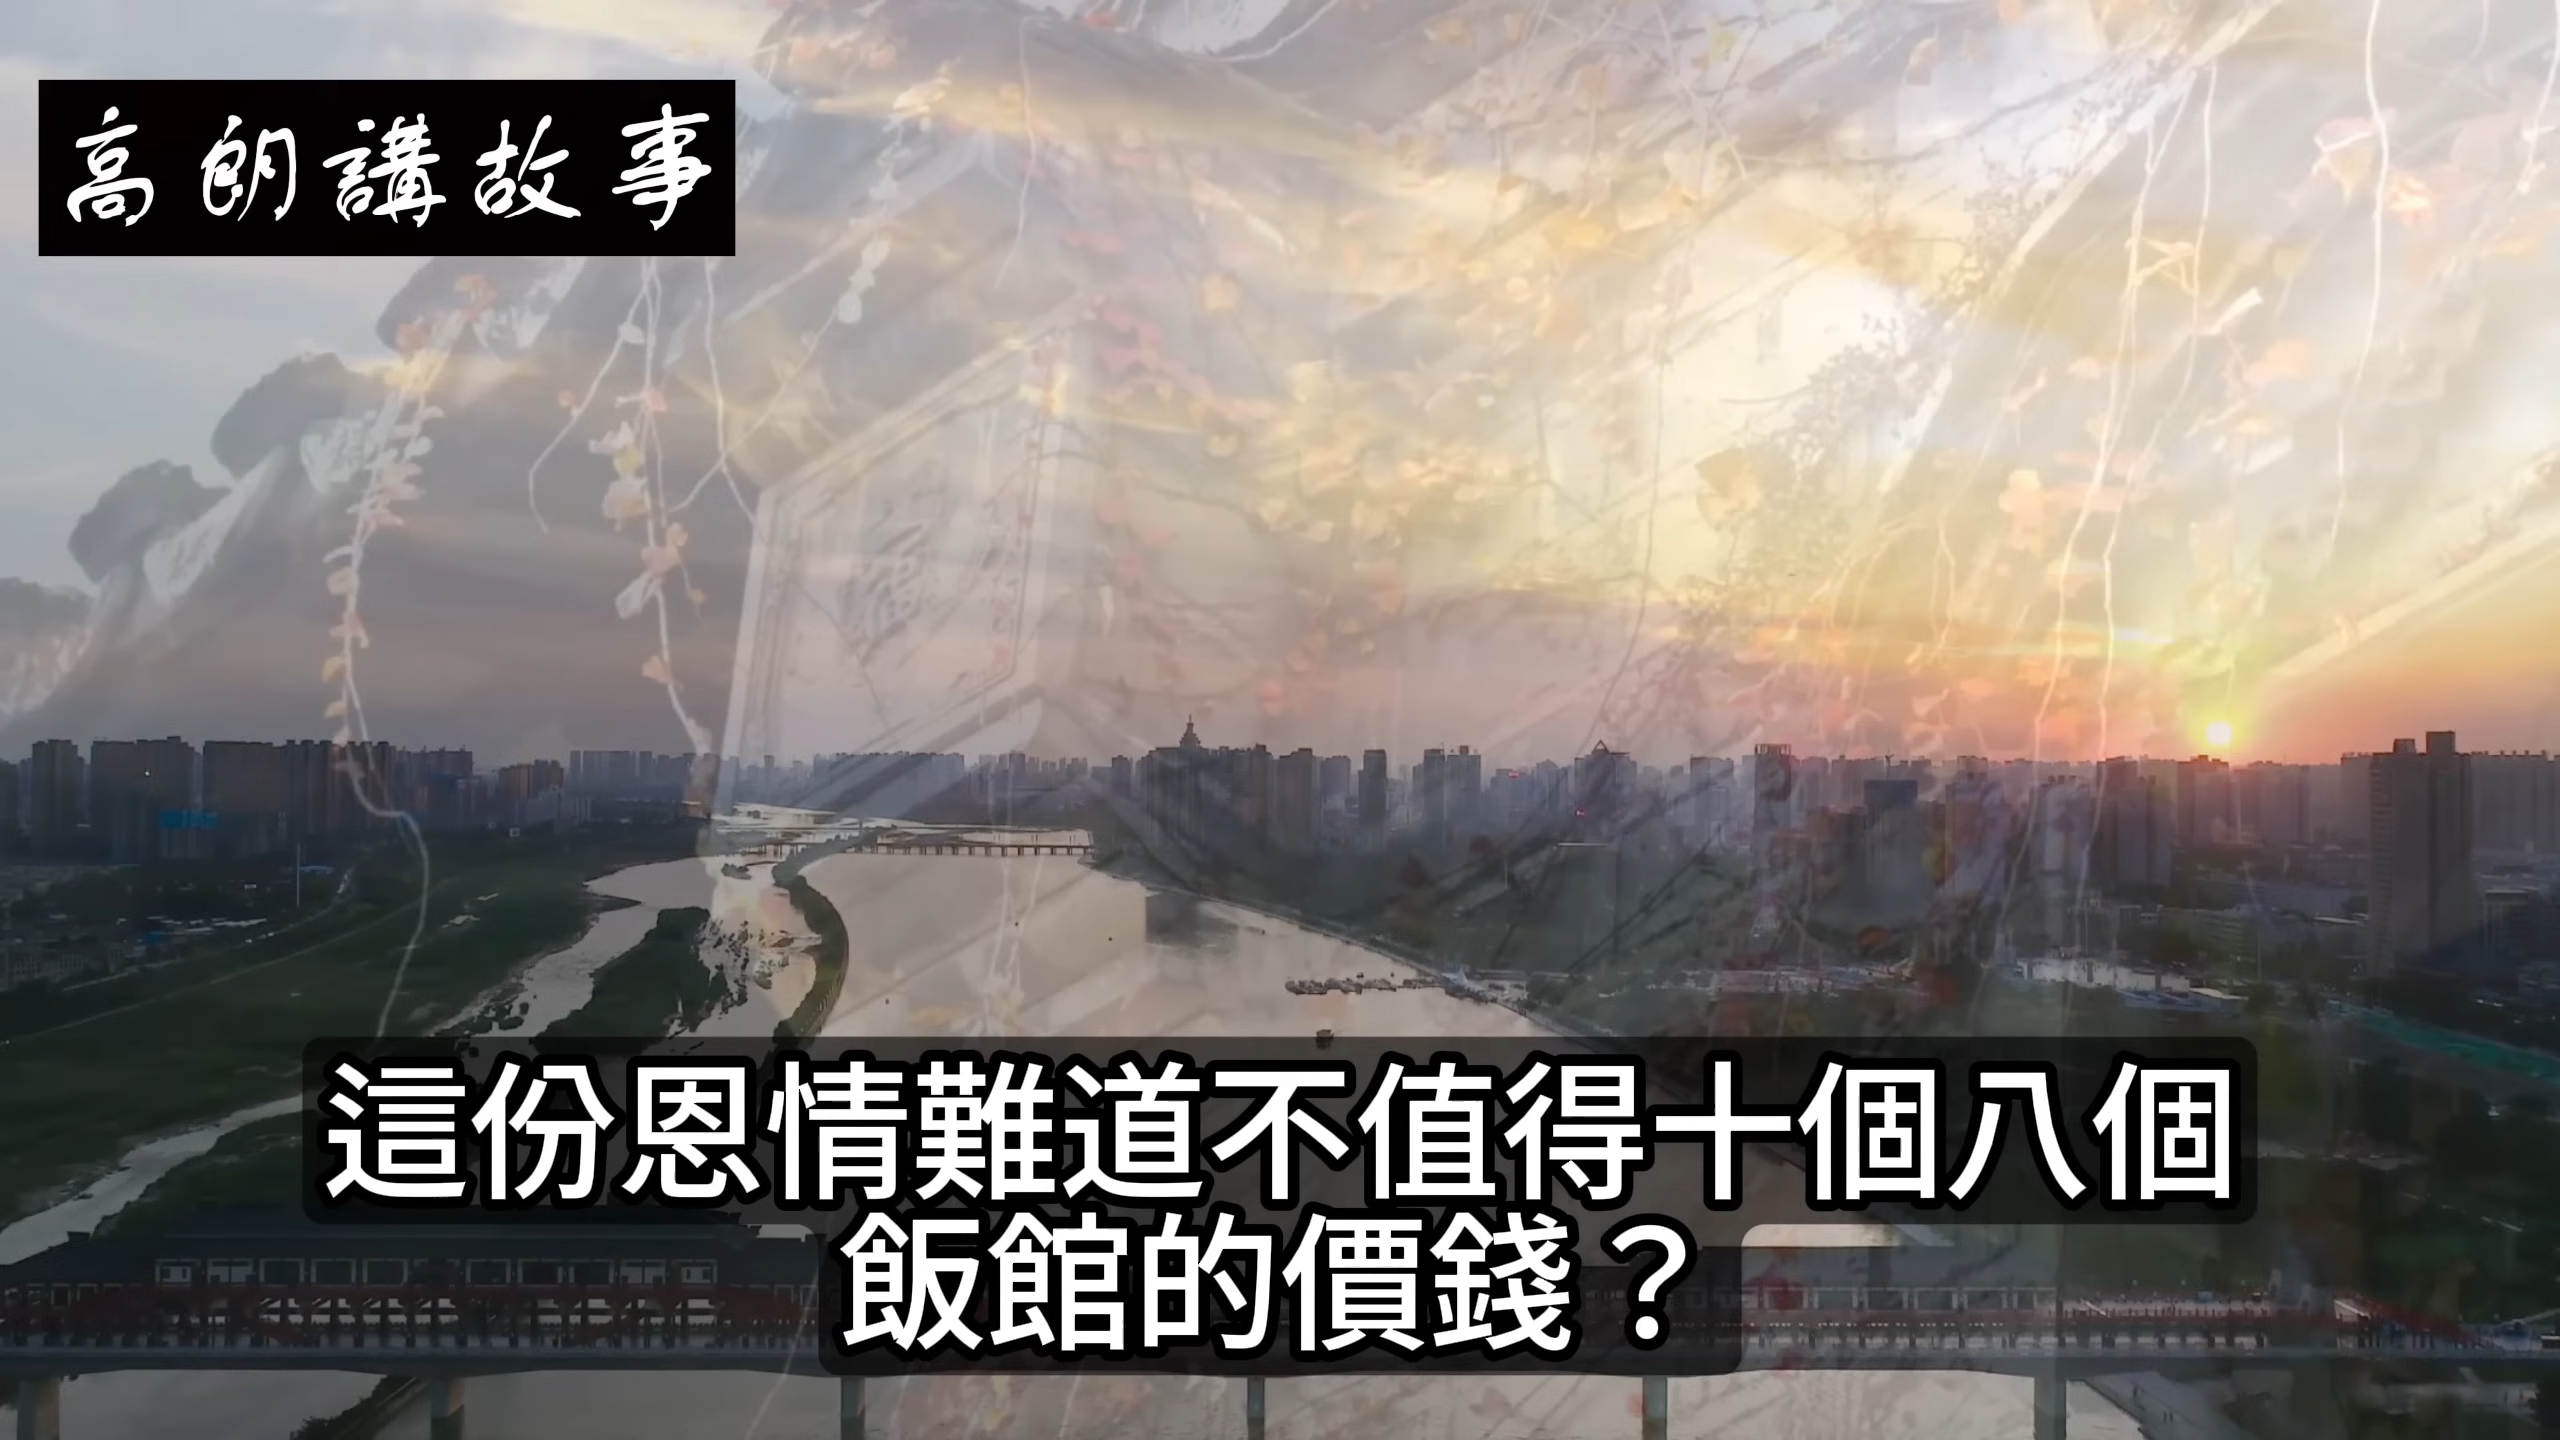 高朗講故事
這份恩情難道不值得十個八個
飯館的價錢？